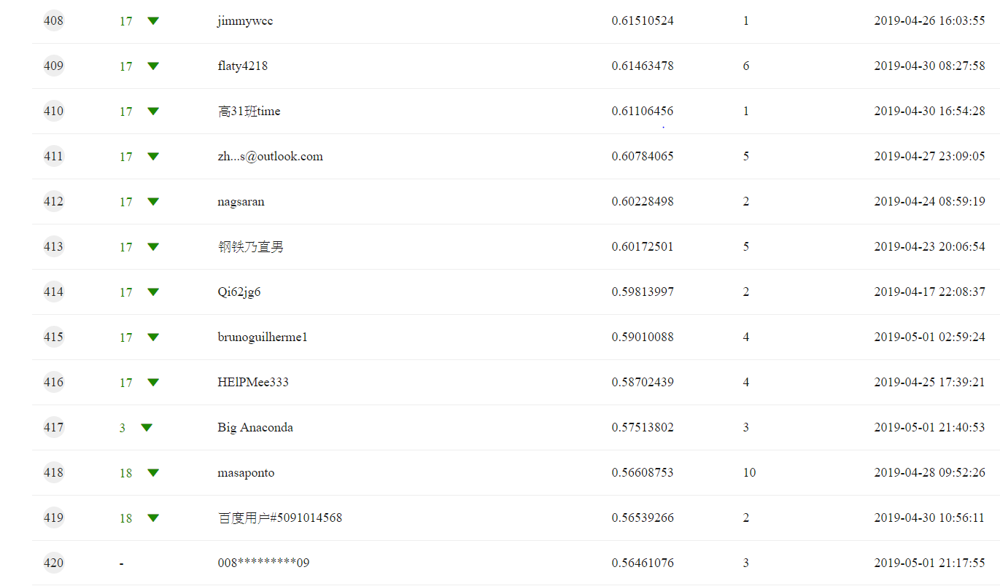 408 17 jimmywcc 0.61510524 1 2019-04-26 16:03:55
409 17 flaty4218 0.61463478 6 2019-04-30 08:27:58
410 17 高31班time 0.61106456 1 2019-04-30 16:54:28
411 17 zh...s@outlook.com 0.60784065 5 2019-04-27 23:09:05
412 17 nagsaran 0.60228498 2 2019-04-24 08:59:19
413 17 钢铁乃直男 0.60172501 5 2019-04-23 20:06:54
414 17 Qi62jg6 0.59813997 2 2019-04-17 22:08:37
415 17 brunoguilherme1 0.59010088 4 2019-05-01 02:59:24
416 17 HElPMee333 0.58702439 4 2019-04-25 17:39:21
417 3 Big Anaconda 0.57513802 3 2019-05-01 21:40:53
418 18 masaponto 0.56608753 10 2019-04-28 09:52:26
419 18 百度用户#5091014568 0.56539266 2 2019-04-30 10:56:11
420 - 008*********09 0.56461076 3 2019-05-01 21:17:55